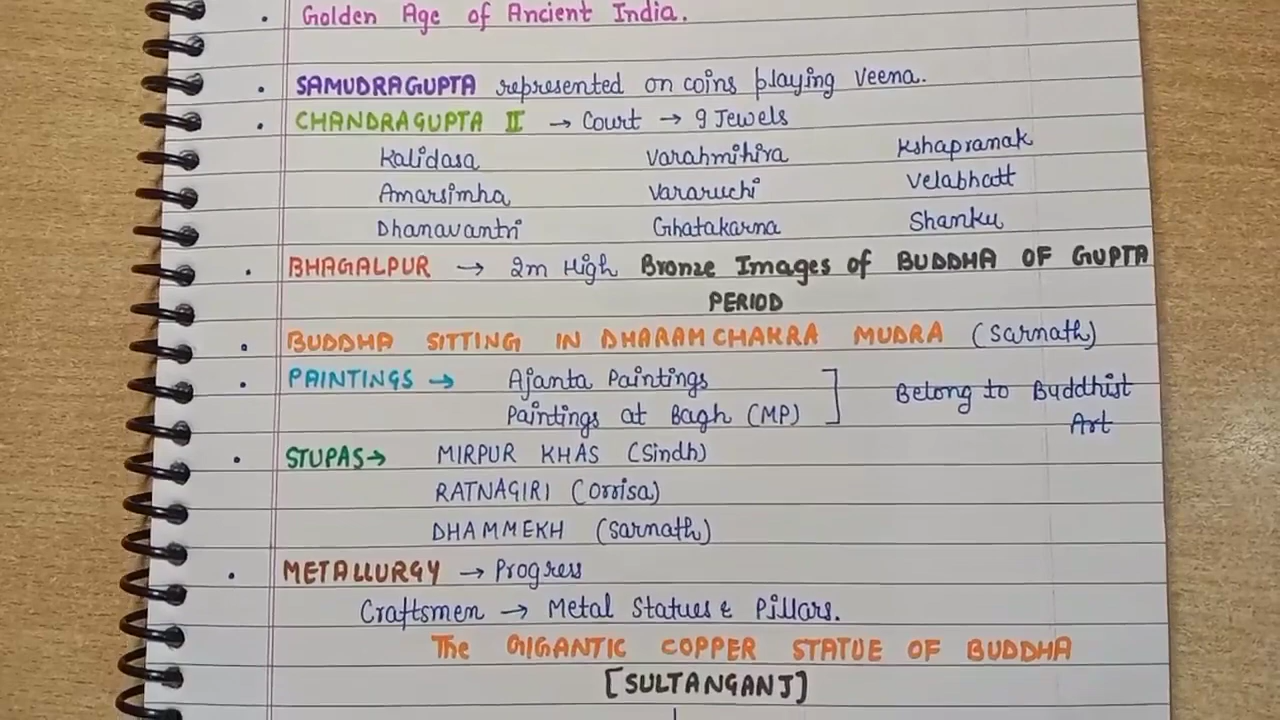 • Golden Age of Ancient India.
• SAMUDRAGUPTA represented on coins playing Veena.
• CHANDRAGUPTA II → Court → 9 Jewels
Kalidasa Varahmihira Kshapranak
Amarsimha Vararuchi Velabhatt
Dhanavantri Ghatakarna Shanku
• BHAGALPUR → 2m High Bronze Images of BUDDHA OF GUPTA
PERIOD
• BUDDHA SITTING IN DHARAMCHAKRA MUDRA (Sarnath)
• PAINTINGS → Ajanta Paintings
Paintings at Bagh (MP) ] Belong to Buddhist
Art
• STUPAS → MIRPUR KHAS (Sindh)
RATNAGIRI (Orrisa)
DHAMMEKH (Sarnath)
• METALLURGY → Progress
Craftsmen → Metal Statues & Pillars.
The GIGANTIC COPPER STATUE OF BUDDHA
[SULTANGANJ]